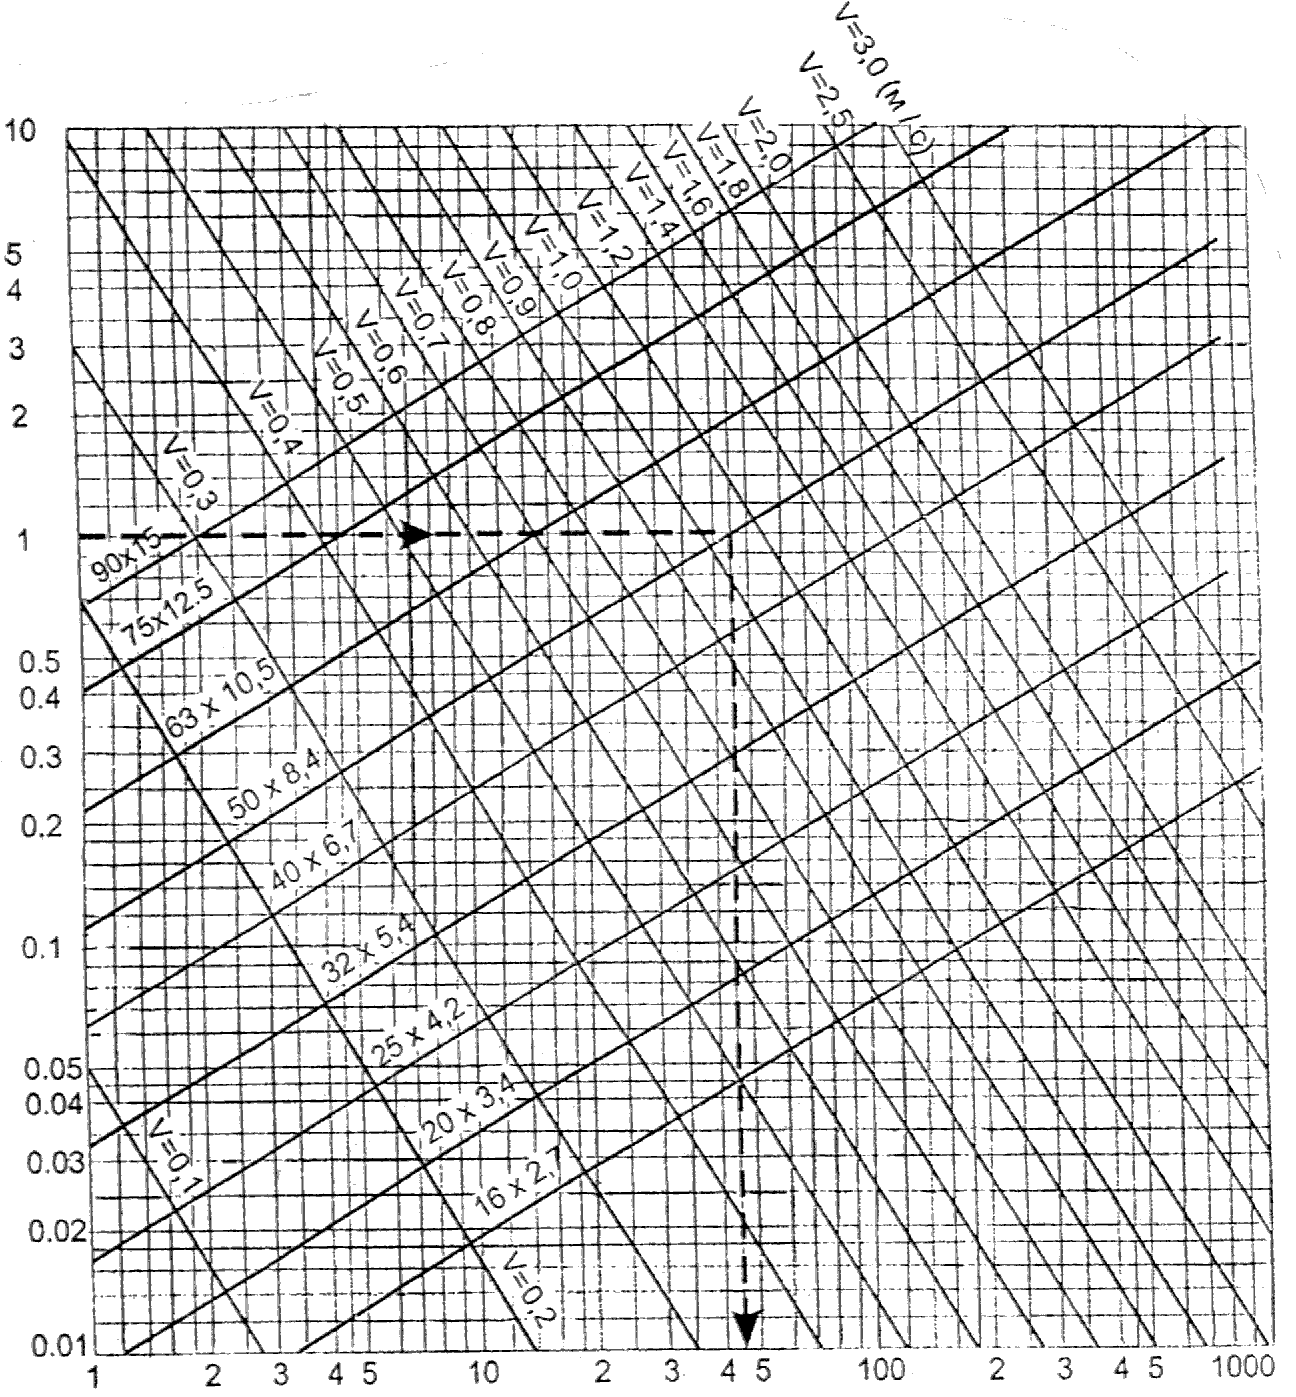 V=3,0 (м / с)
V=2,5
V=2,0
V=1,8
V=1,6
V=1,4
V=1,2
V=1,0
V=0,9
V=0,8
V=0,7
V=0,6
V=0,5
V=0,4
V=0,3
10
5
4
3
2
1
0.5
0.4
0.3
0.2
0.1
0.05
0.04
0.03
0.02
0.01
90x15
75x12.5
63 x 10,5
50 x 8,4
40 x 6,7
32 x 5,4
25 x 4,2
20 x 3,4
16 x 2,7
V=0,1
V=0,2
1 2 3 4 5 10 2 3 4 5 100 2 3 4 5 1000